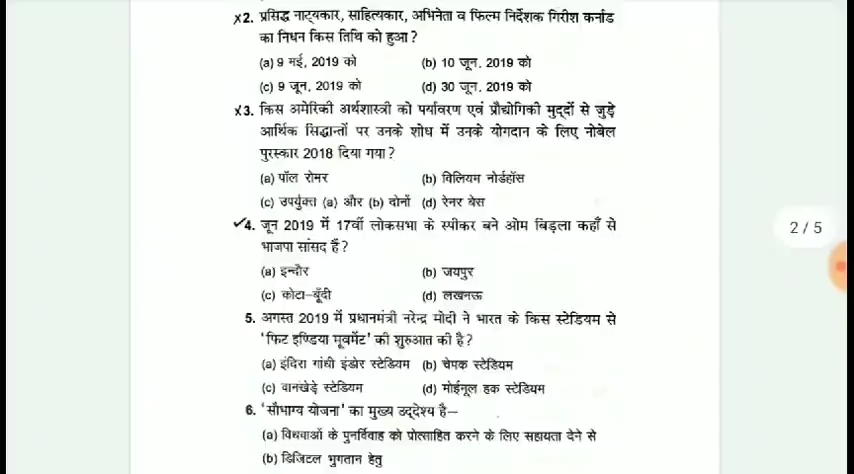 ✗2. प्रसिद्ध नाट्यकार, साहित्यकार, अभिनेता व फिल्म निर्देशक गिरीश कर्नाड
का निधन किस तिथि को हुआ?
(a) 9 मई, 2019 को (b) 10 जून, 2019 को
(c) 9 जून, 2019 को (d) 30 जून, 2019 को
✗3. किस अमेरिकी अर्थशास्त्री को पर्यावरण एवं प्रौद्योगिकी मुद्दों से जुड़े
आर्थिक सिद्धान्तों पर उनके शोध में उनके योगदान के लिए नोबेल
पुरस्कार 2018 दिया गया?
(a) पॉल रोमर (b) विलियम नोर्डहॉस
(c) उपर्युक्त (a) और (b) दोनों (d) रेनर बेस
✓4. जून 2019 में 17वीं लोकसभा के स्पीकर बने ओम बिड़ला कहाँ से
भाजपा सांसद हैं?
(a) इन्दौर (b) जयपुर
(c) कोटा-बूँदी (d) लखनऊ
2 / 5
5. अगस्त 2019 में प्रधानमंत्री नरेन्द्र मोदी ने भारत के किस स्टेडियम से
'फिट इण्डिया मूवमेंट' की शुरुआत की है?
(a) इंदिरा गांधी इंडोर स्टेडियम (b) चेपक स्टेडियम
(c) वानखेड़े स्टेडियम (d) मोईनूल हक स्टेडियम
6. 'सौभाग्य योजना' का मुख्य उद्देश्य है—
(a) विधवाओं के पुनर्विवाह को प्रोत्साहित करने के लिए सहायता देने से
(b) डिजिटल भुगतान हेतु